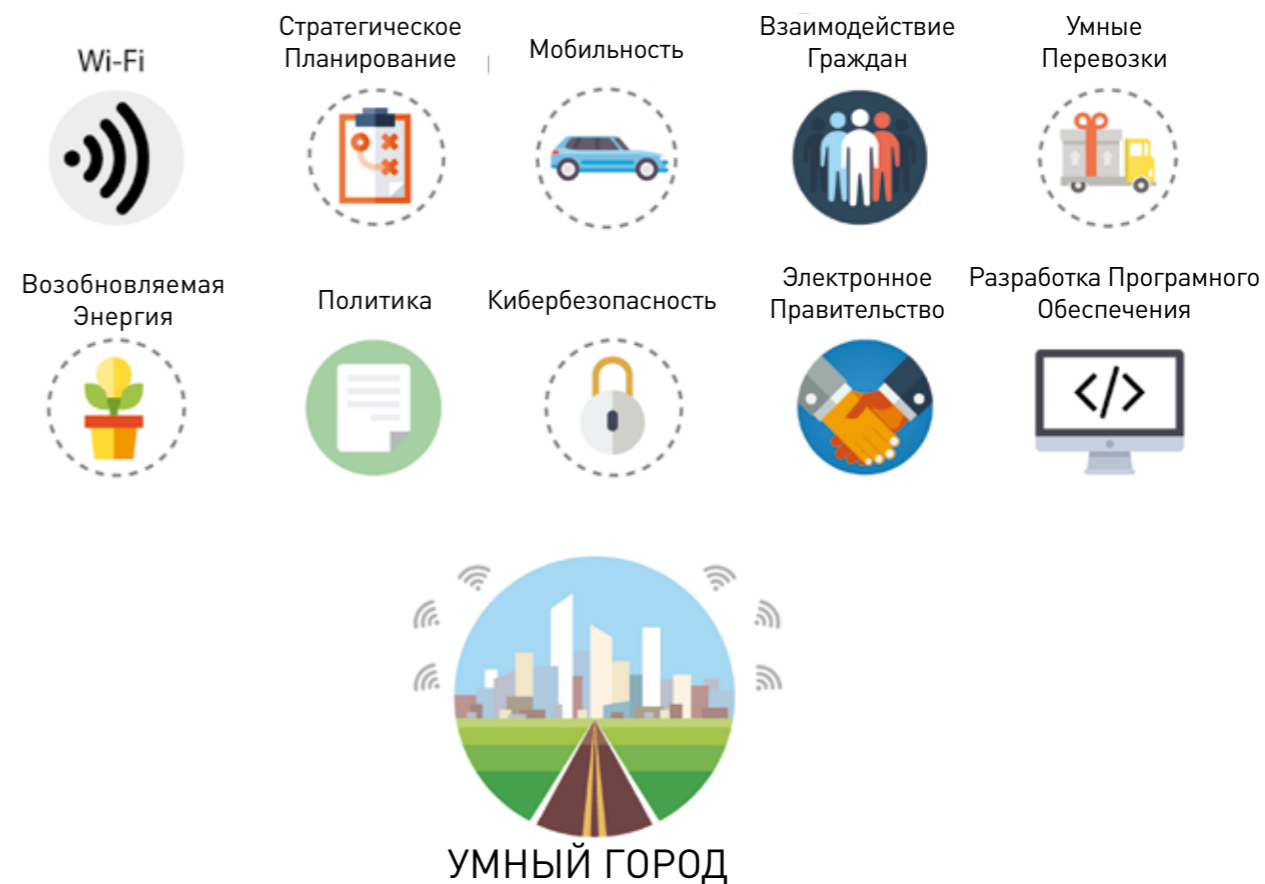 Wi-Fi
Стратегическое
Планирование
Мобильность
Взаимодействие
Граждан
Умные
Перевозки
Возобновляемая
Энергия
Политика
Кибербезопасность
Электронное
Правительство
Разработка Програмного
Обеспечения
</>
УМНЫЙ ГОРОД